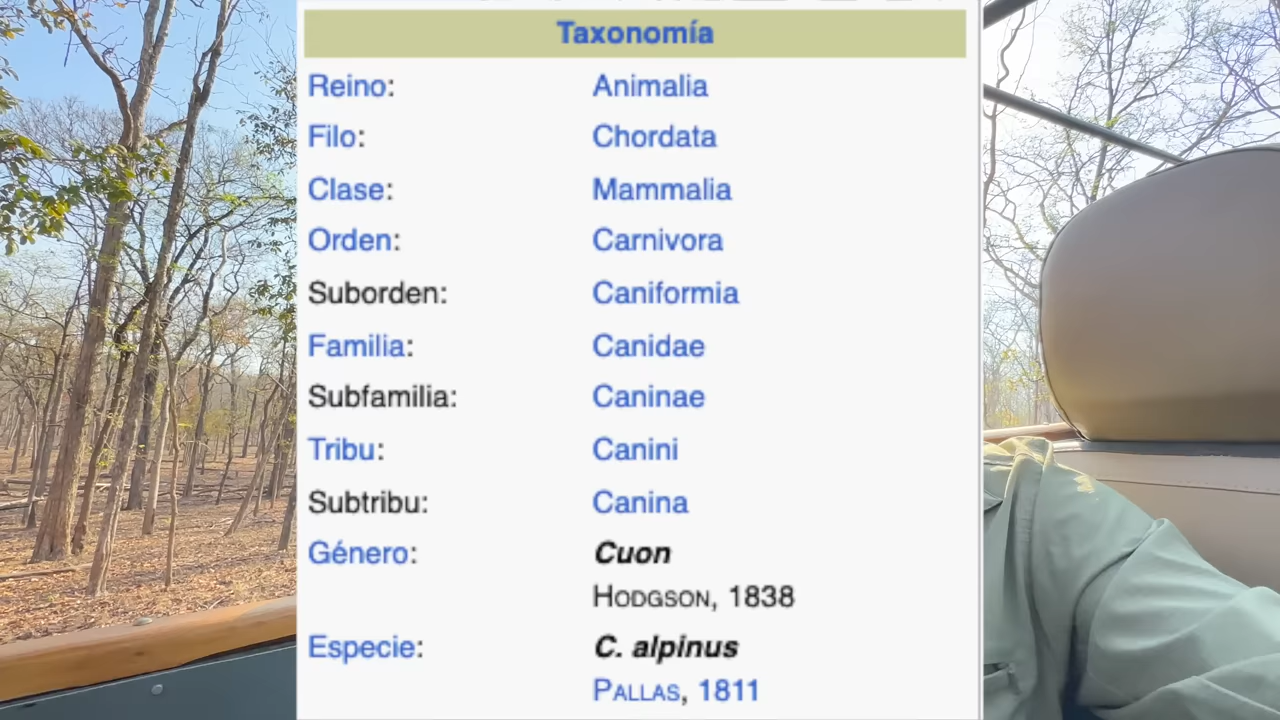 Taxonomía
Reino: Animalia
Filo: Chordata
Clase: Mammalia
Orden: Carnivora
Suborden: Caniformia
Familia: Canidae
Subfamilia: Caninae
Tribu: Canini
Subtribu: Canina
Género: Cuon
HODGSON, 1838
Especie: C. alpinus
PALLAS, 1811